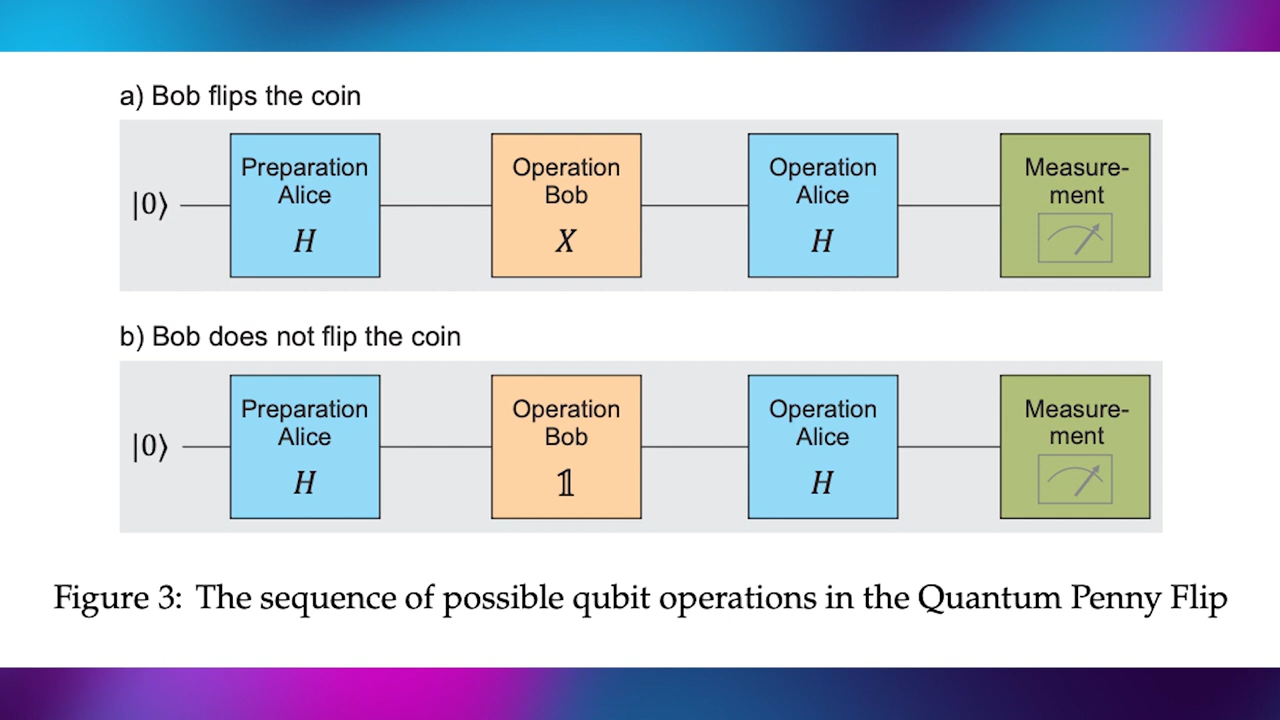 a) Bob flips the coin
|0⟩
Preparation
Alice
H
Operation
Bob
X
Operation
Alice
H
Measure-
ment
b) Bob does not flip the coin
|0⟩
Preparation
Alice
H
Operation
Bob
𝟙
Operation
Alice
H
Measure-
ment
Figure 3: The sequence of possible qubit operations in the Quantum Penny Flip